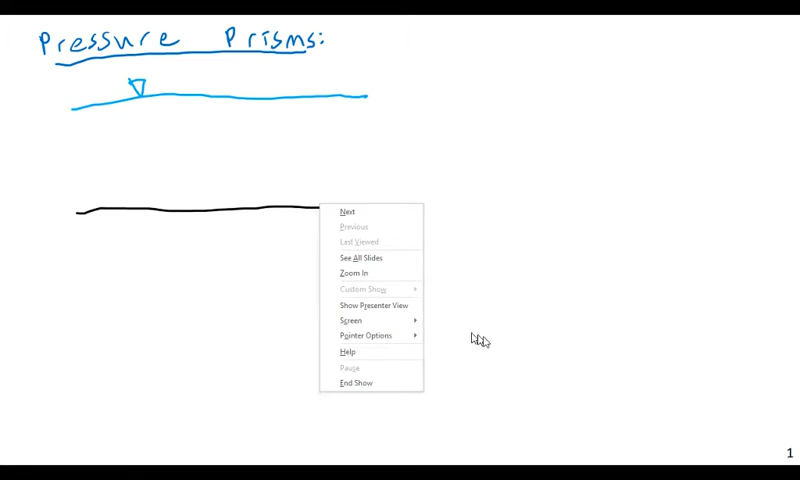 Pressure Prisms:
Next
Previous
Last Viewed
See All Slides
Zoom In
Custom Show
Show Presenter View
Screen
Pointer Options
Help
Pause
End Show
1